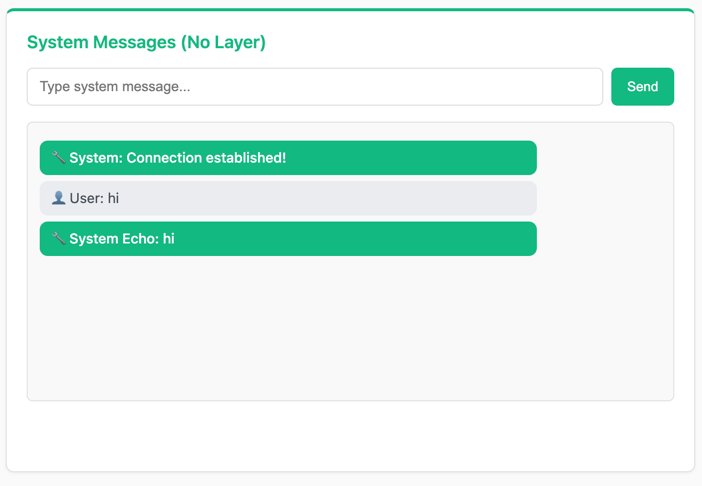 System Messages (No Layer)
Type system message...
Send
🔧 System: Connection established!
👤 User: hi
🔧 System Echo: hi